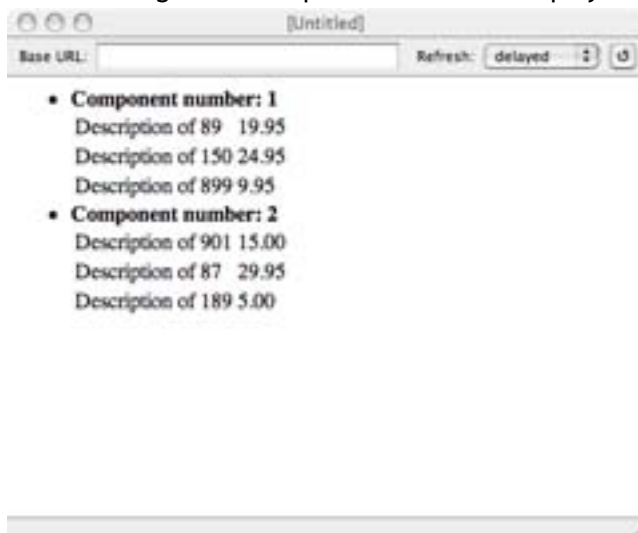 [Untitled]
Base URL: Refresh: delayed
• Component number: 1
Description of 89 19.95
Description of 150 24.95
Description of 899 9.95
• Component number: 2
Description of 901 15.00
Description of 87 29.95
Description of 189 5.00